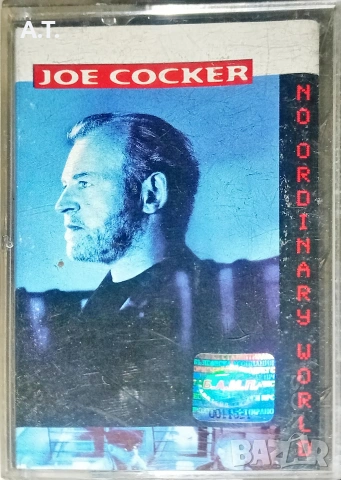 A.T.
JOE COCKER
NO ORDINARY WORLD
BAZAR